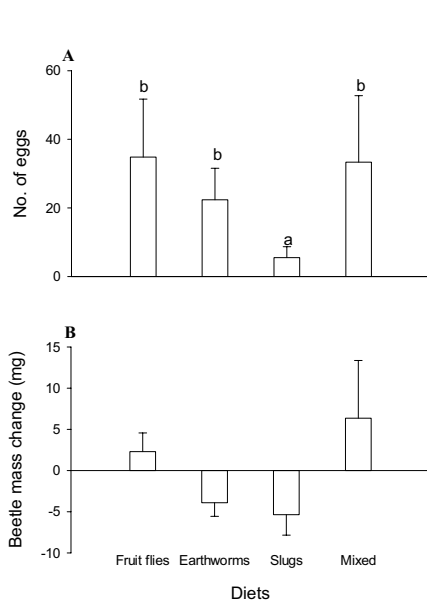 A
60
40
20
0
No. of eggs
b
b
a
b
B
15
10
5
0
-5
-10
Beetle mass change (mg)
Fruit flies Earthworms Slugs Mixed
Diets